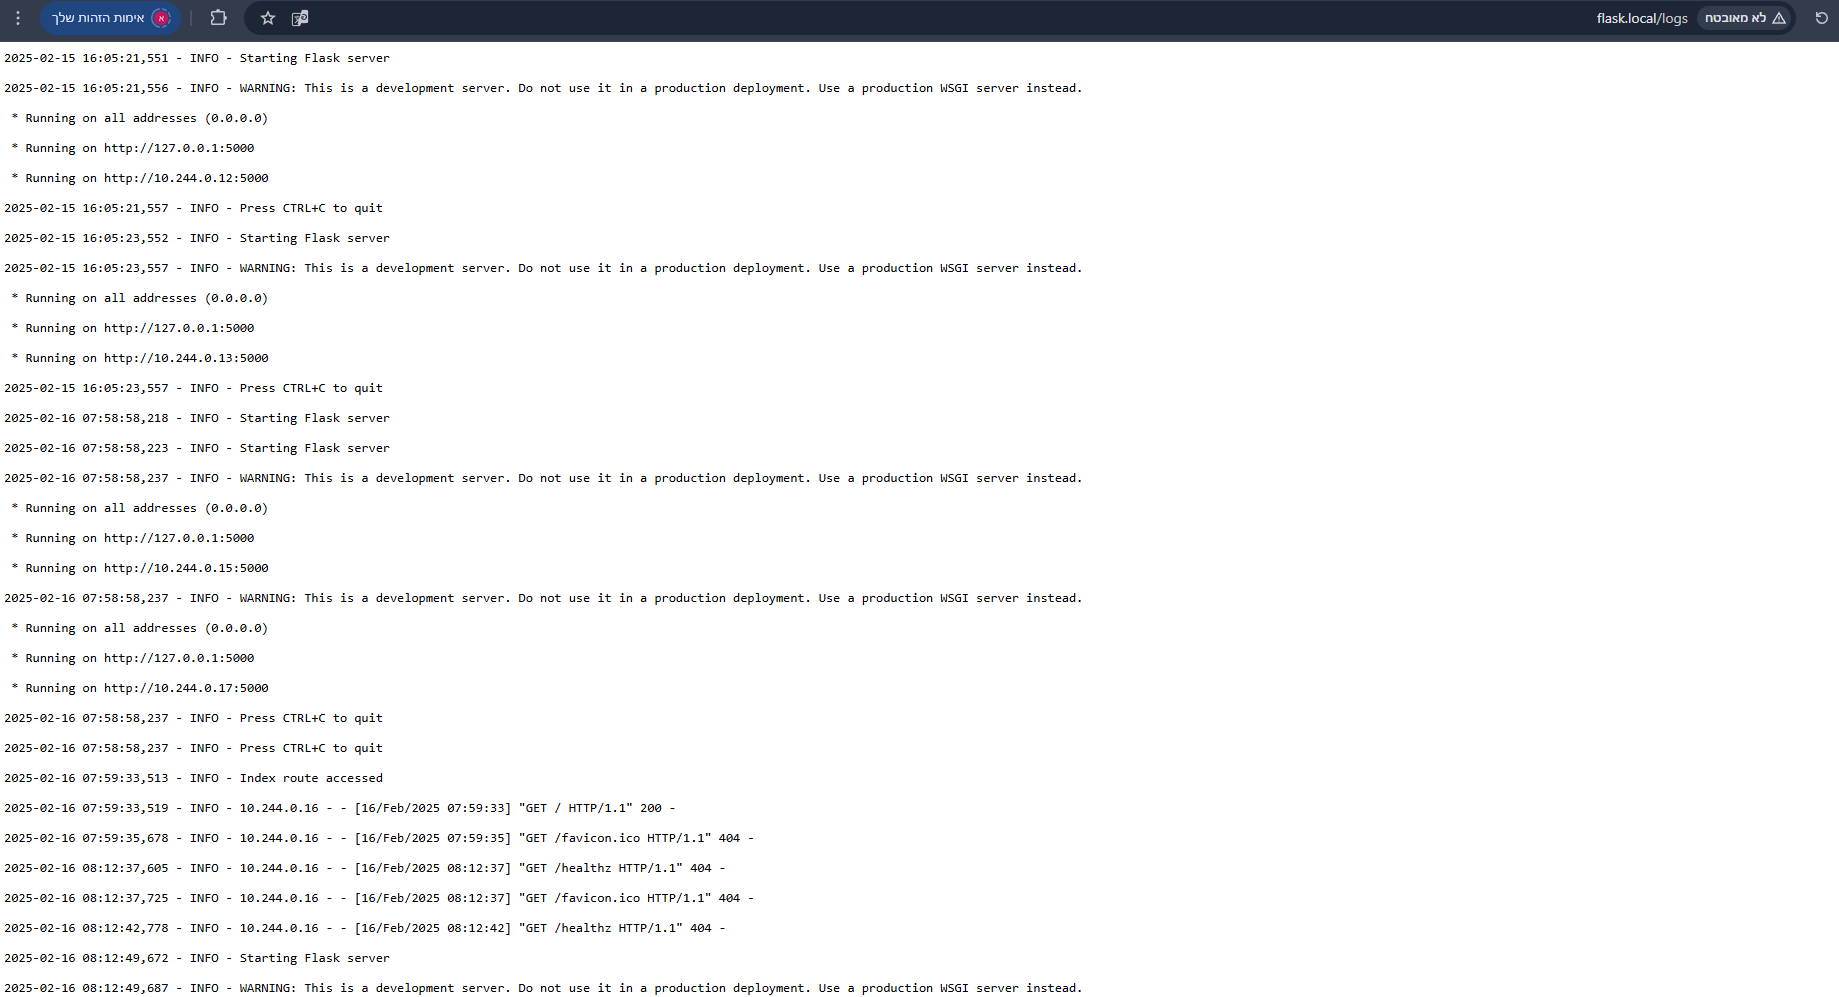 אימות הזהות שלך
א
flask.local/logs
לא מאובטח
2025-02-15 16:05:21,551 - INFO - Starting Flask server
2025-02-15 16:05:21,556 - INFO - WARNING: This is a development server. Do not use it in a production deployment. Use a production WSGI server instead.
* Running on all addresses (0.0.0.0)
* Running on http://127.0.0.1:5000
* Running on http://10.244.0.12:5000
2025-02-15 16:05:21,557 - INFO - Press CTRL+C to quit
2025-02-15 16:05:23,552 - INFO - Starting Flask server
2025-02-15 16:05:23,557 - INFO - WARNING: This is a development server. Do not use it in a production deployment. Use a production WSGI server instead.
* Running on all addresses (0.0.0.0)
* Running on http://127.0.0.1:5000
* Running on http://10.244.0.13:5000
2025-02-15 16:05:23,557 - INFO - Press CTRL+C to quit
2025-02-16 07:58:58,218 - INFO - Starting Flask server
2025-02-16 07:58:58,223 - INFO - Starting Flask server
2025-02-16 07:58:58,237 - INFO - WARNING: This is a development server. Do not use it in a production deployment. Use a production WSGI server instead.
* Running on all addresses (0.0.0.0)
* Running on http://127.0.0.1:5000
* Running on http://10.244.0.15:5000
2025-02-16 07:58:58,237 - INFO - WARNING: This is a development server. Do not use it in a production deployment. Use a production WSGI server instead.
* Running on all addresses (0.0.0.0)
* Running on http://127.0.0.1:5000
* Running on http://10.244.0.17:5000
2025-02-16 07:58:58,237 - INFO - Press CTRL+C to quit
2025-02-16 07:58:58,237 - INFO - Press CTRL+C to quit
2025-02-16 07:59:33,513 - INFO - Index route accessed
2025-02-16 07:59:33,519 - INFO - 10.244.0.16 - - [16/Feb/2025 07:59:33] "GET / HTTP/1.1" 200 -
2025-02-16 07:59:35,678 - INFO - 10.244.0.16 - - [16/Feb/2025 07:59:35] "GET /favicon.ico HTTP/1.1" 404 -
2025-02-16 08:12:37,605 - INFO - 10.244.0.16 - - [16/Feb/2025 08:12:37] "GET /healthz HTTP/1.1" 404 -
2025-02-16 08:12:37,725 - INFO - 10.244.0.16 - - [16/Feb/2025 08:12:37] "GET /favicon.ico HTTP/1.1" 404 -
2025-02-16 08:12:42,778 - INFO - 10.244.0.16 - - [16/Feb/2025 08:12:42] "GET /healthz HTTP/1.1" 404 -
2025-02-16 08:12:49,672 - INFO - Starting Flask server
2025-02-16 08:12:49,687 - INFO - WARNING: This is a development server. Do not use it in a production deployment. Use a production WSGI server instead.